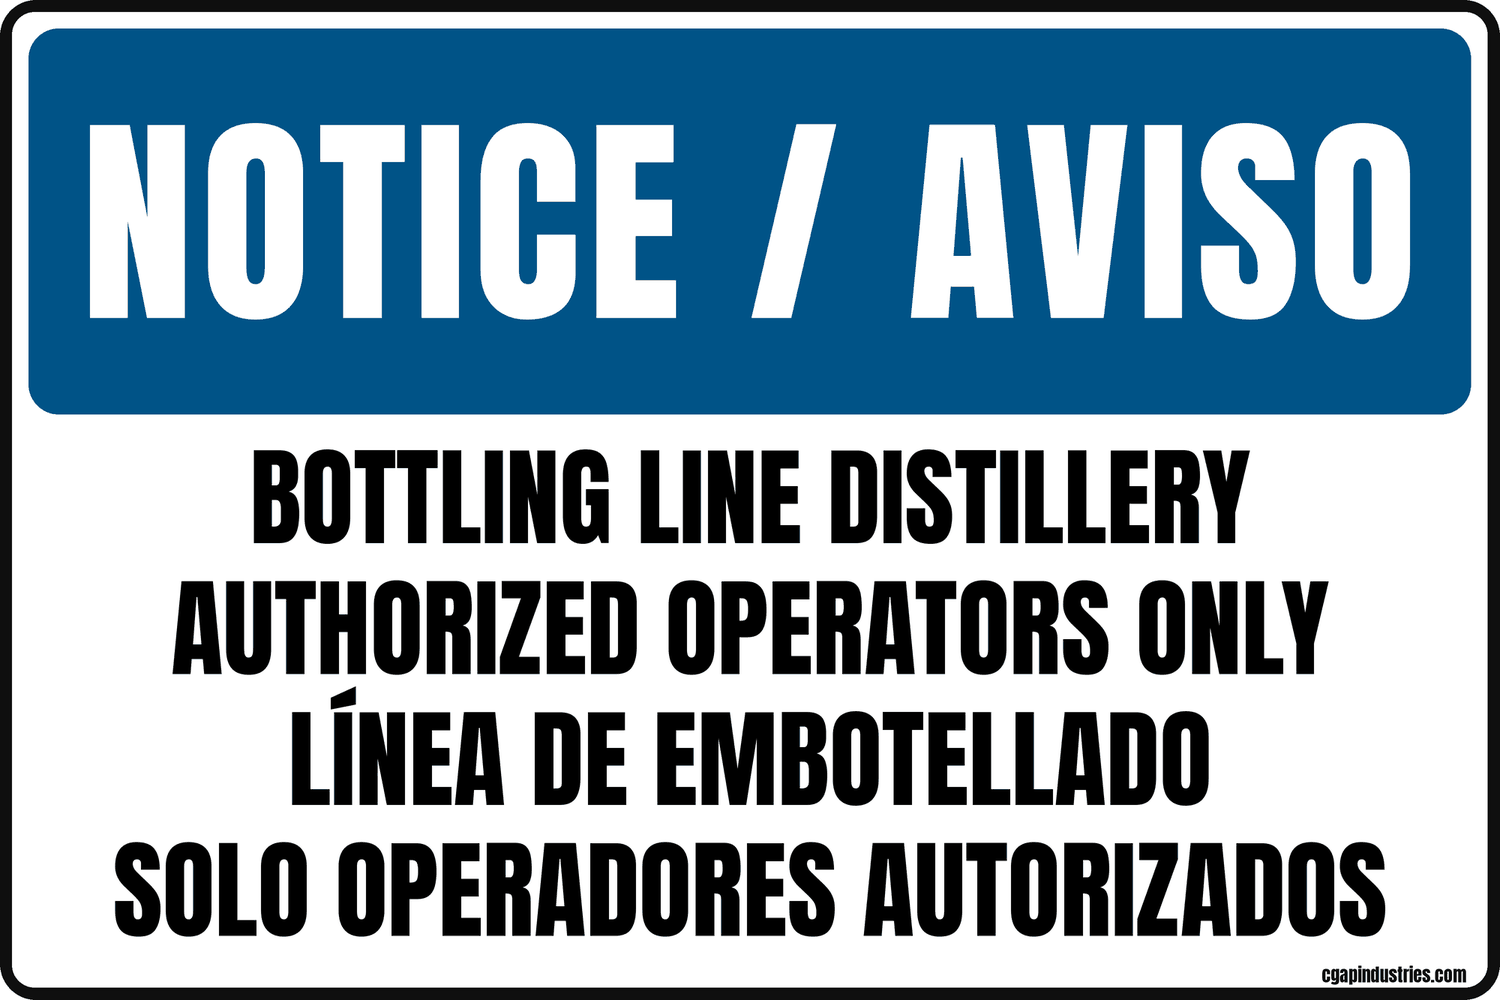 NOTICE / AVISO
BOTTLING LINE DISTILLERY
AUTHORIZED OPERATORS ONLY
LÍNEA DE EMBOTELLADO
SOLO OPERADORES AUTORIZADOS
cgapindustries.com